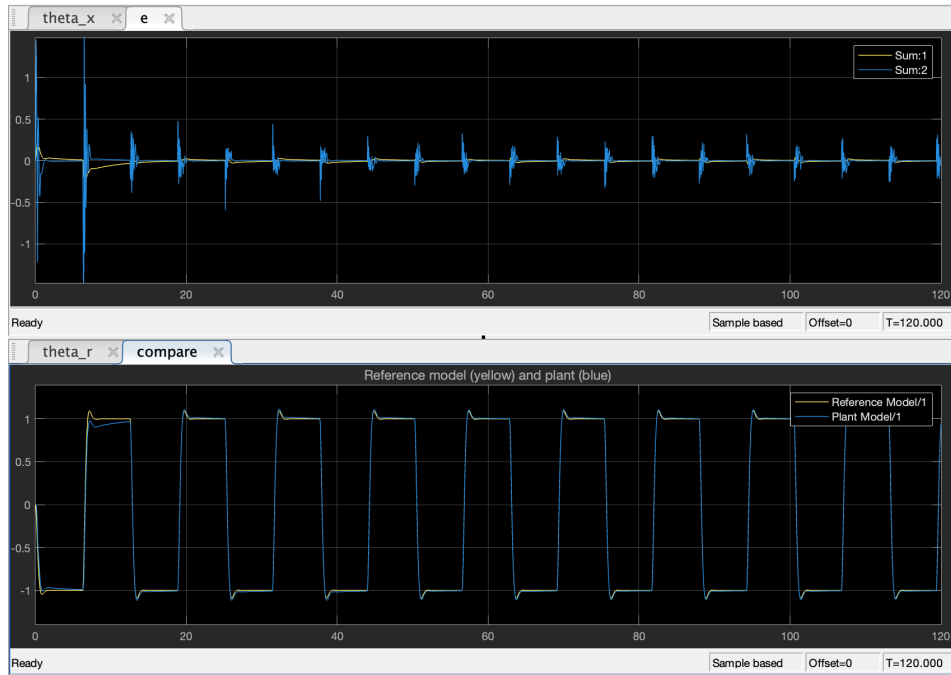 theta_x e
Sum:1
Sum:2
1
0.5
0
-0.5
-1
0 20 40 60 80 100 120
Ready Sample based Offset=0 T=120.000
theta_r compare
Reference model (yellow) and plant (blue)
Reference Model/1
Plant Model/1
1
0.5
0
-0.5
-1
0 20 40 60 80 100 120
Ready Sample based Offset=0 T=120.000